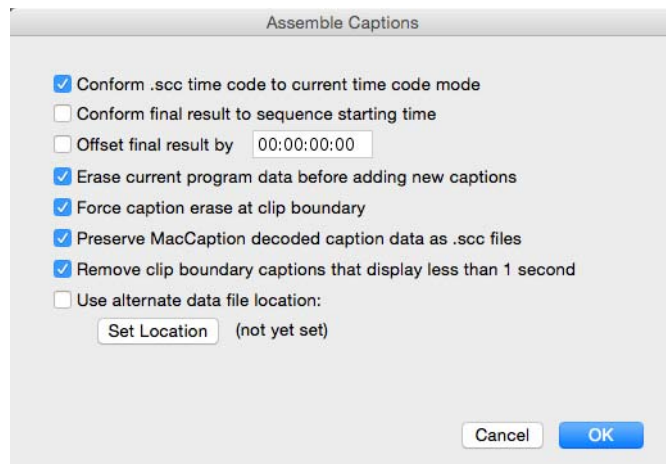 Assemble Captions
Conform .scc time code to current time code mode
Conform final result to sequence starting time
Offset final result by 00:00:00:00
Erase current program data before adding new captions
Force caption erase at clip boundary
Preserve MacCaption decoded caption data as .scc files
Remove clip boundary captions that display less than 1 second
Use alternate data file location:
Set Location (not yet set)
Cancel OK